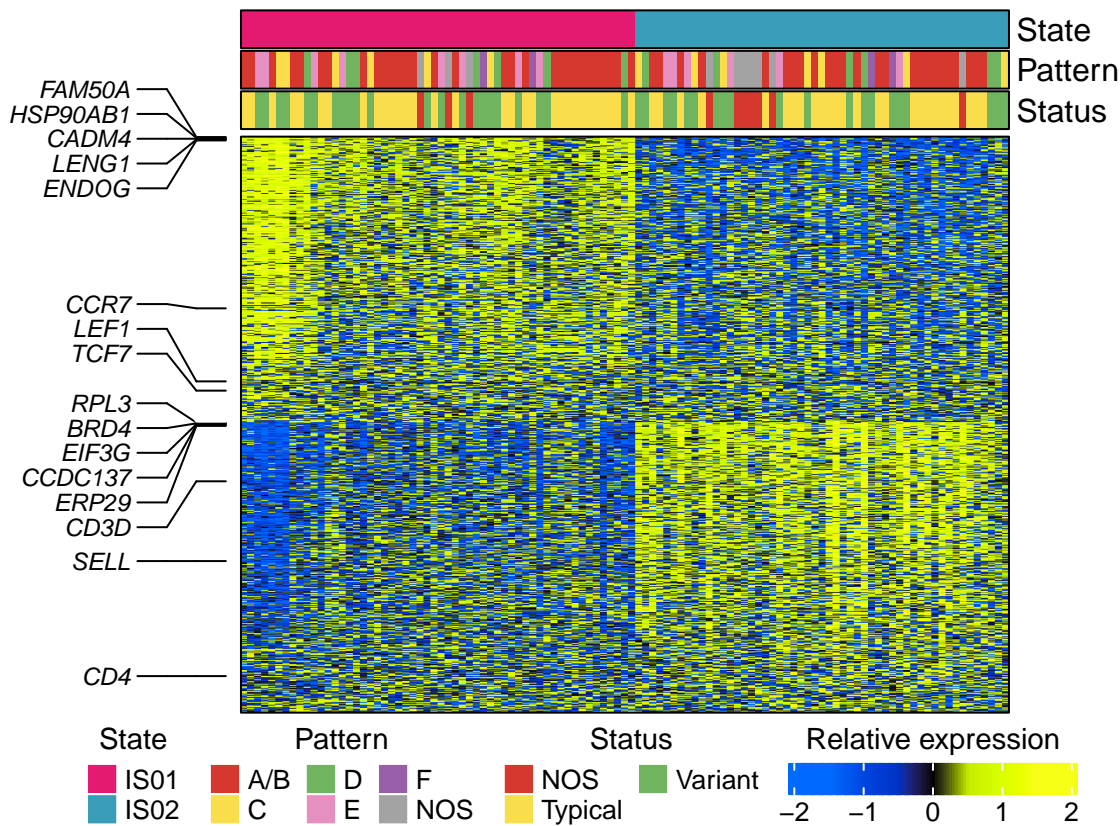 State
Pattern
Status
FAM50A
HSP90AB1
CADM4
LENG1
ENDOG
CCR7
LEF1
TCF7
RPL3
BRD4
EIF3G
CCDC137
ERP29
CD3D
SELL
CD4
State Pattern Status Relative expression
IS01 A/B D F NOS Variant
IS02 C E NOS Typical
−2 −1 0 1 2